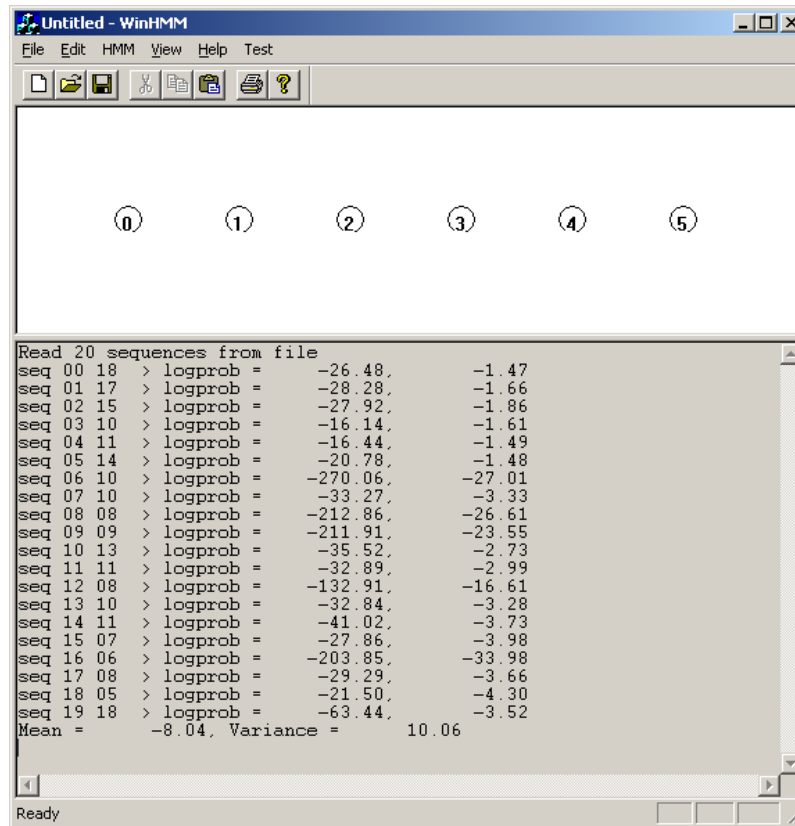 Untitled - WinHMM
File Edit HMM View Help Test
0 1 2 3 4 5
Read 20 sequences from file
seq 00 18 > logprob = -26.48, -1.47
seq 01 17 > logprob = -28.28, -1.66
seq 02 15 > logprob = -27.92, -1.86
seq 03 10 > logprob = -16.14, -1.61
seq 04 11 > logprob = -16.44, -1.49
seq 05 14 > logprob = -20.78, -1.48
seq 06 10 > logprob = -270.06, -27.01
seq 07 10 > logprob = -33.27, -3.33
seq 08 08 > logprob = -212.86, -26.61
seq 09 09 > logprob = -211.91, -23.55
seq 10 13 > logprob = -35.52, -2.73
seq 11 11 > logprob = -32.89, -2.99
seq 12 08 > logprob = -132.91, -16.61
seq 13 10 > logprob = -32.84, -3.28
seq 14 11 > logprob = -41.02, -3.73
seq 15 07 > logprob = -27.86, -3.98
seq 16 06 > logprob = -203.85, -33.98
seq 17 08 > logprob = -29.29, -3.66
seq 18 05 > logprob = -21.50, -4.30
seq 19 18 > logprob = -63.44, -3.52
Mean = -8.04, Variance = 10.06
Ready